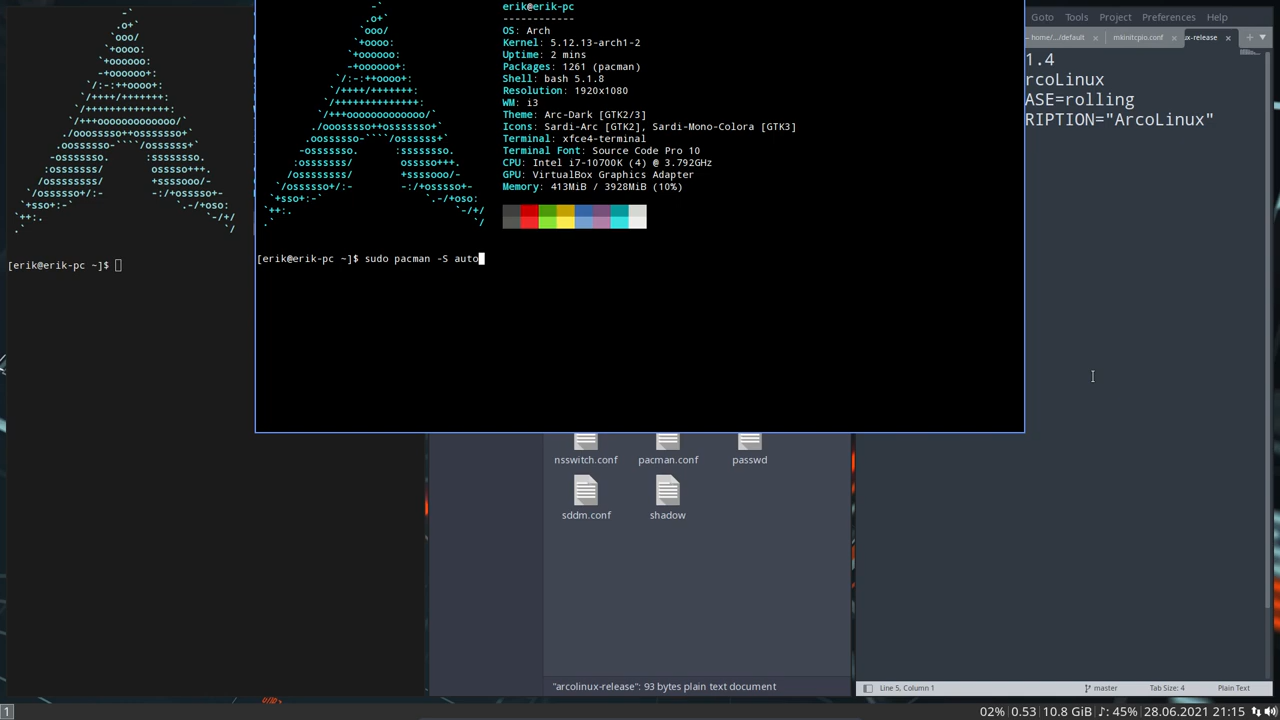 erik@erik-pc
------------
OS: Arch
Kernel: 5.12.13-arch1-2
Uptime: 2 mins
Packages: 1261 (pacman)
Shell: bash 5.1.8
Resolution: 1920x1080
WM: i3
Theme: Arc-Dark [GTK2/3]
Icons: Sardi-Arc [GTK2], Sardi-Mono-Colora [GTK3]
Terminal: xfce4-terminal
Terminal Font: Source Code Pro 10
CPU: Intel i7-10700K (4) @ 3.792GHz
GPU: VirtualBox Graphics Adapter
Memory: 413MiB / 3928MiB (10%)
[erik@erik-pc ~]$ sudo pacman -S auto
[erik@erik-pc ~]$
Goto Tools Project Preferences Help
– home/.../default mkinitcpio.conf ux-release
1.4
rcoLinux
ASE=rolling
RIPTION="ArcoLinux"
nsswitch.conf pacman.conf passwd
sddm.conf shadow
"arcolinux-release": 93 bytes plain text document
Line 5, Column 1 master Tab Size: 4 Plain Text
1 02% 0.53 10.8 GiB ♪: 45% 28.06.2021 21:15